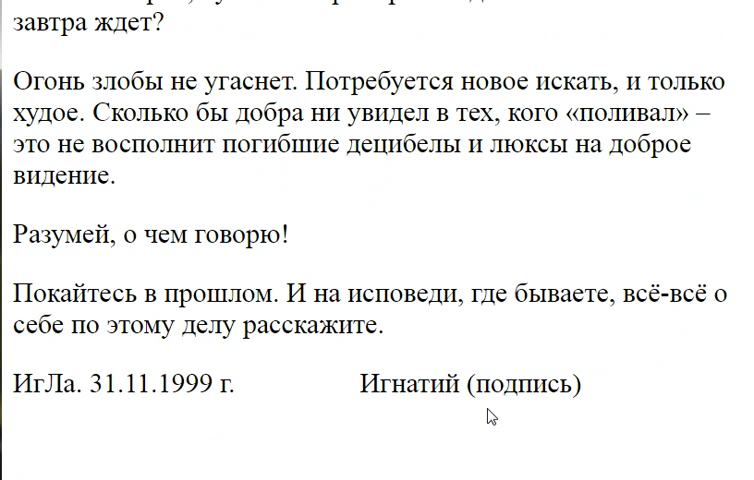 завтра ждет?
Огонь злобы не угаснет. Потребуется новое искать, и только
худое. Сколько бы добра ни увидел в тех, кого «поливал» –
это не восполнит погибшие децибелы и люксы на доброе
видение.
Разумей, о чем говорю!
Покайтесь в прошлом. И на исповеди, где бываете, всё-всё о
себе по этому делу расскажите.
ИгЛа. 31.11.1999 г. Игнатий (подпись)